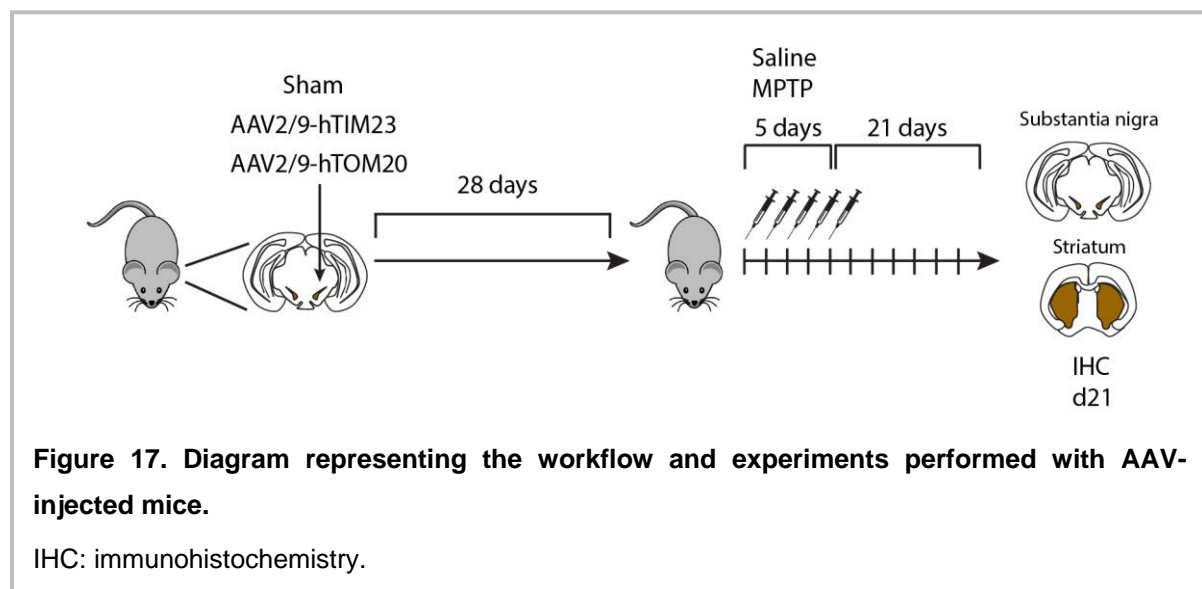 Sham
AAV2/9-hTIM23
AAV2/9-hTOM20
28 days
Saline
MPTP
5 days
21 days
Substantia nigra
Striatum
IHC
d21
Figure 17. Diagram representing the workflow and experiments performed with AAV-
injected mice.
IHC: immunohistochemistry.